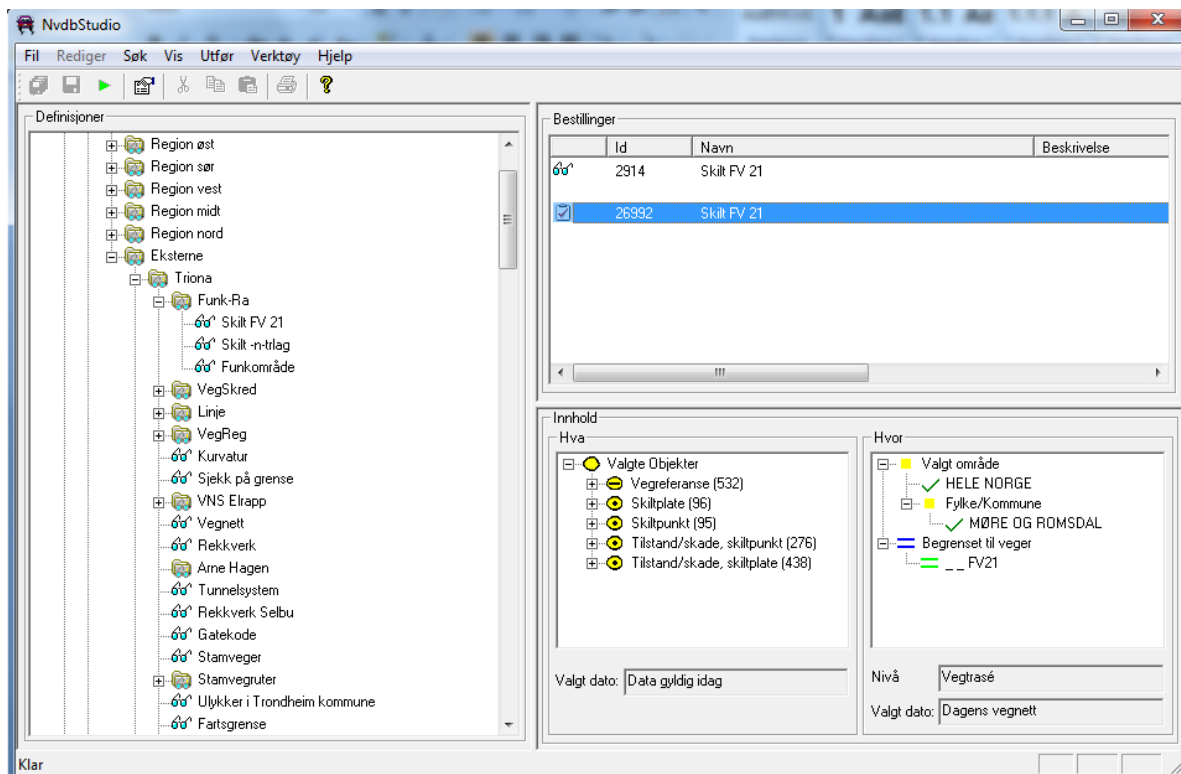 NvdbStudio
Fil Rediger Søk Vis Utfør Verktøy Hjelp
Definisjoner
Region øst
Region sør
Region vest
Region midt
Region nord
Eksterne
Triona
Funk-Ra
Skilt FV 21
Skilt -n-trlag
Funkområde
VegSkred
Linje
VegReg
Kurvatur
Sjekk på grense
VNS Elrapp
Vegnett
Rekkverk
Arne Hagen
Tunnelsystem
Rekkverk Selbu
Gatekode
Stamveger
Stamvegruter
Ulykker i Trondheim kommune
Fartsgrense
Bestillinger
Id Navn Beskrivelse
2914 Skilt FV 21
26992 Skilt FV 21
Innhold
Hva
Valgte Objekter
Vegreferanse (532)
Skiltplate (96)
Skiltpunkt (95)
Tilstand/skade, skiltpunkt (276)
Tilstand/skade, skiltplate (438)
Valgt dato: Data gyldig idag
Hvor
Valgt område
HELE NORGE
Fylke/Kommune
MØRE OG ROMSDAL
Begrenset til veger
_ _ FV21
Nivå Vegtrasé
Valgt dato: Dagens vegnett
Klar